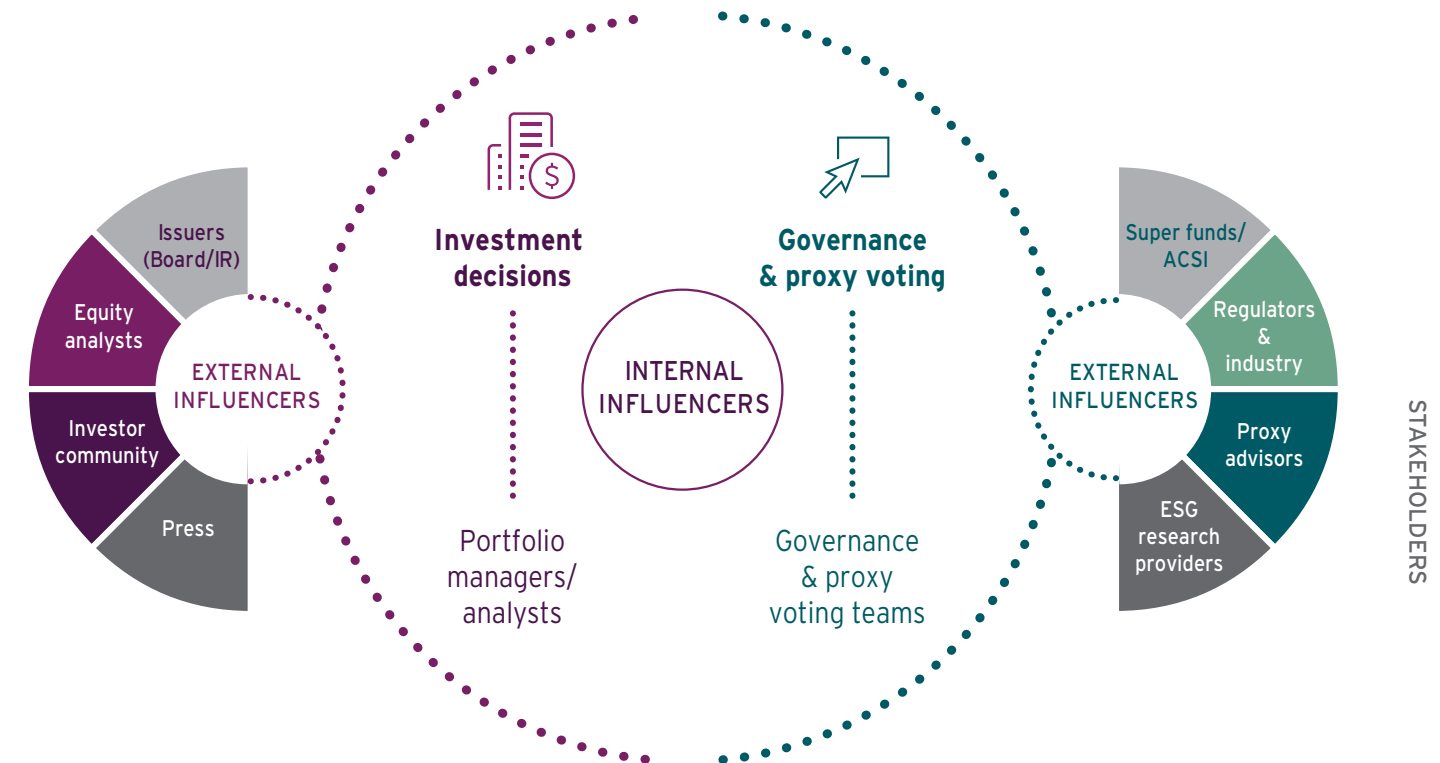 Issuers
(Board/IR)
Equity
analysts
Investor
community
Press
EXTERNAL
INFLUENCERS
$
Investment
decisions
Portfolio
managers/
analysts
INTERNAL
INFLUENCERS
Governance
& proxy voting
Governance
& proxy
voting teams
EXTERNAL
INFLUENCERS
Super funds/
ACSI
Regulators
&
industry
Proxy
advisors
ESG
research
providers
STAKEHOLDERS